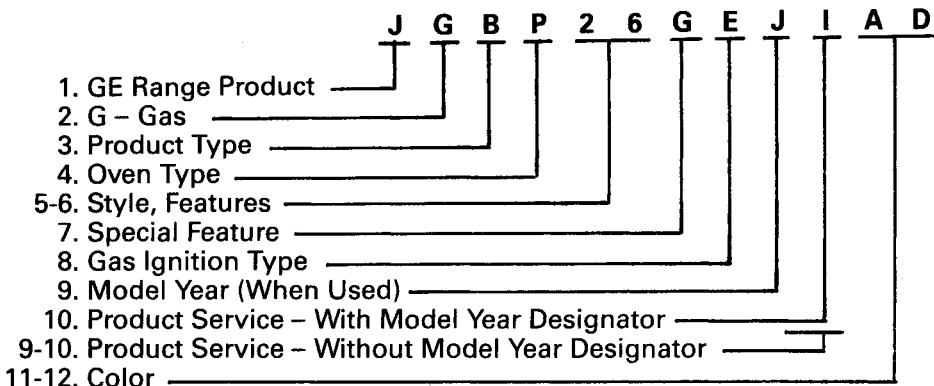 J G B P 2 6 G E J I A D
1. GE Range Product
2. G – Gas
3. Product Type
4. Oven Type
5-6. Style, Features
7. Special Feature
8. Gas Ignition Type
9. Model Year (When Used)
10. Product Service – With Model Year Designator
9-10. Product Service – Without Model Year Designator
11-12. Color